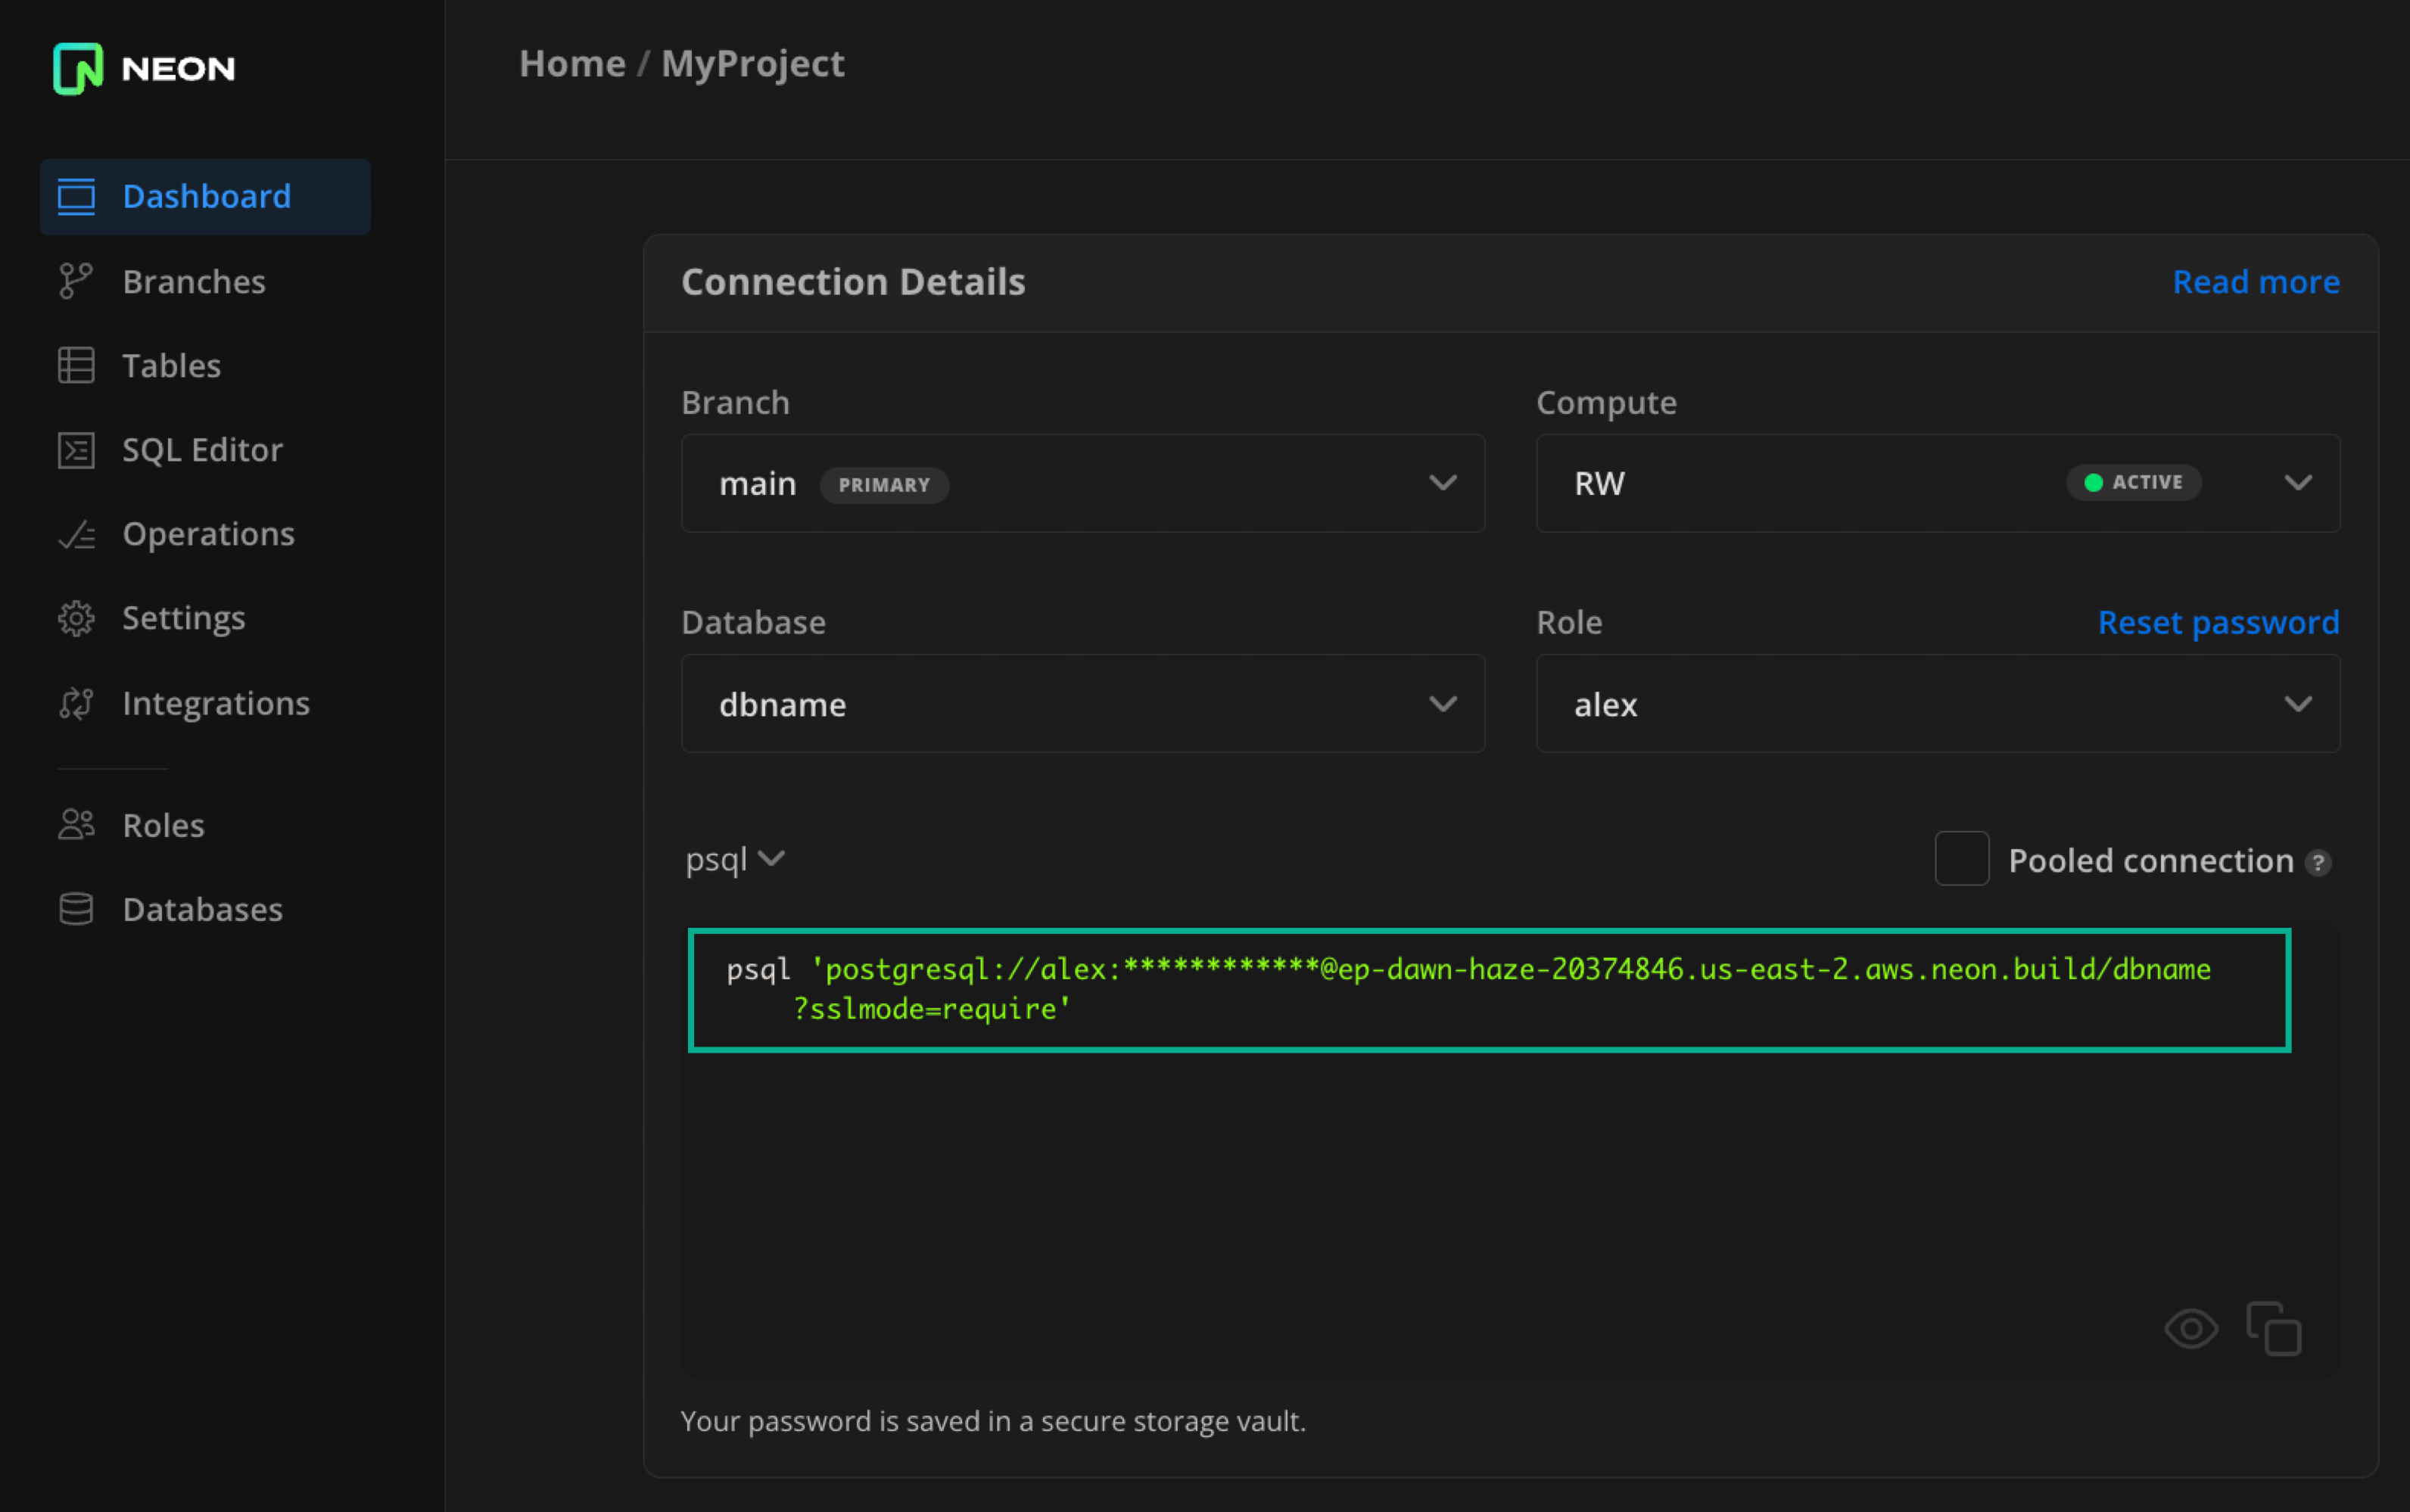 NEON
Home / MyProject
Dashboard
Branches
Tables
SQL Editor
Operations
Settings
Integrations
Roles
Databases
Connection Details
Read more
Branch
Compute
main PRIMARY
RW ACTIVE
Database
Role
Reset password
dbname
alex
psql
Pooled connection ?
psql 'postgresql://alex:************@ep-dawn-haze-20374846.us-east-2.aws.neon.build/dbname
?sslmode=require'
Your password is saved in a secure storage vault.